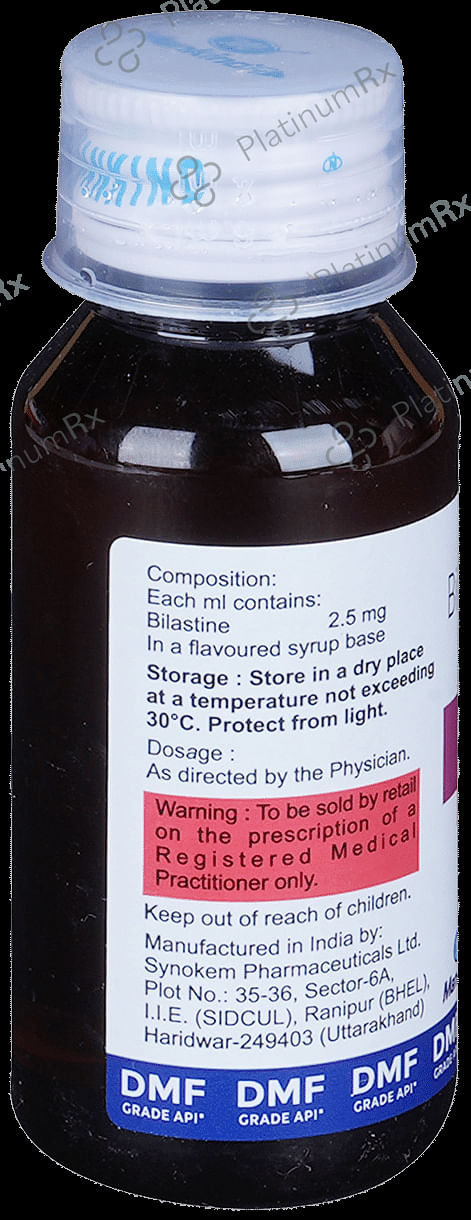 PlatinumRx
PlatinumRx
PlatinumRx
PlatinumRx
Composition:
Each ml contains:
Bilastine 2.5 mg
In a flavoured syrup base
Storage : Store in a dry place
at a temperature not exceeding
30°C. Protect from light.
Dosage :
As directed by the Physician.
Warning : To be sold by retail
on the prescription of a
Registered Medical
Practitioner only.
Keep out of reach of children.
Manufactured in India by:
Synokem Pharmaceuticals Ltd.
Plot No.: 35-36, Sector-6A,
I.I.E. (SIDCUL), Ranipur (BHEL),
Haridwar-249403 (Uttarakhand)
DMF DMF DMF DM
GRADE API* GRADE API* GRADE API*